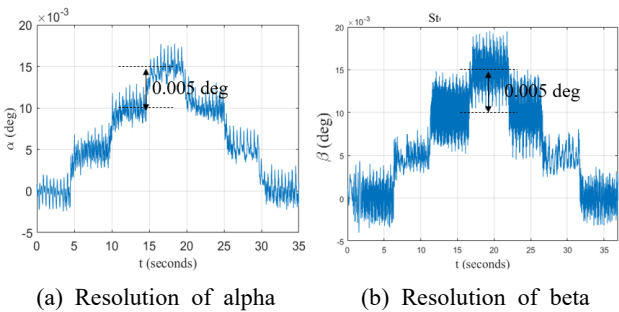 ×10⁻³
20
15
10
5
0
-5
0 5 10 15 20 25 30 35
α (deg)
t (seconds)
0.005 deg
(a) Resolution of alpha
×10⁻³
20
15
10
5
0
-5
0 5 10 15 20 25 30 35
β (deg)
t (seconds)
0.005 deg
(b) Resolution of beta